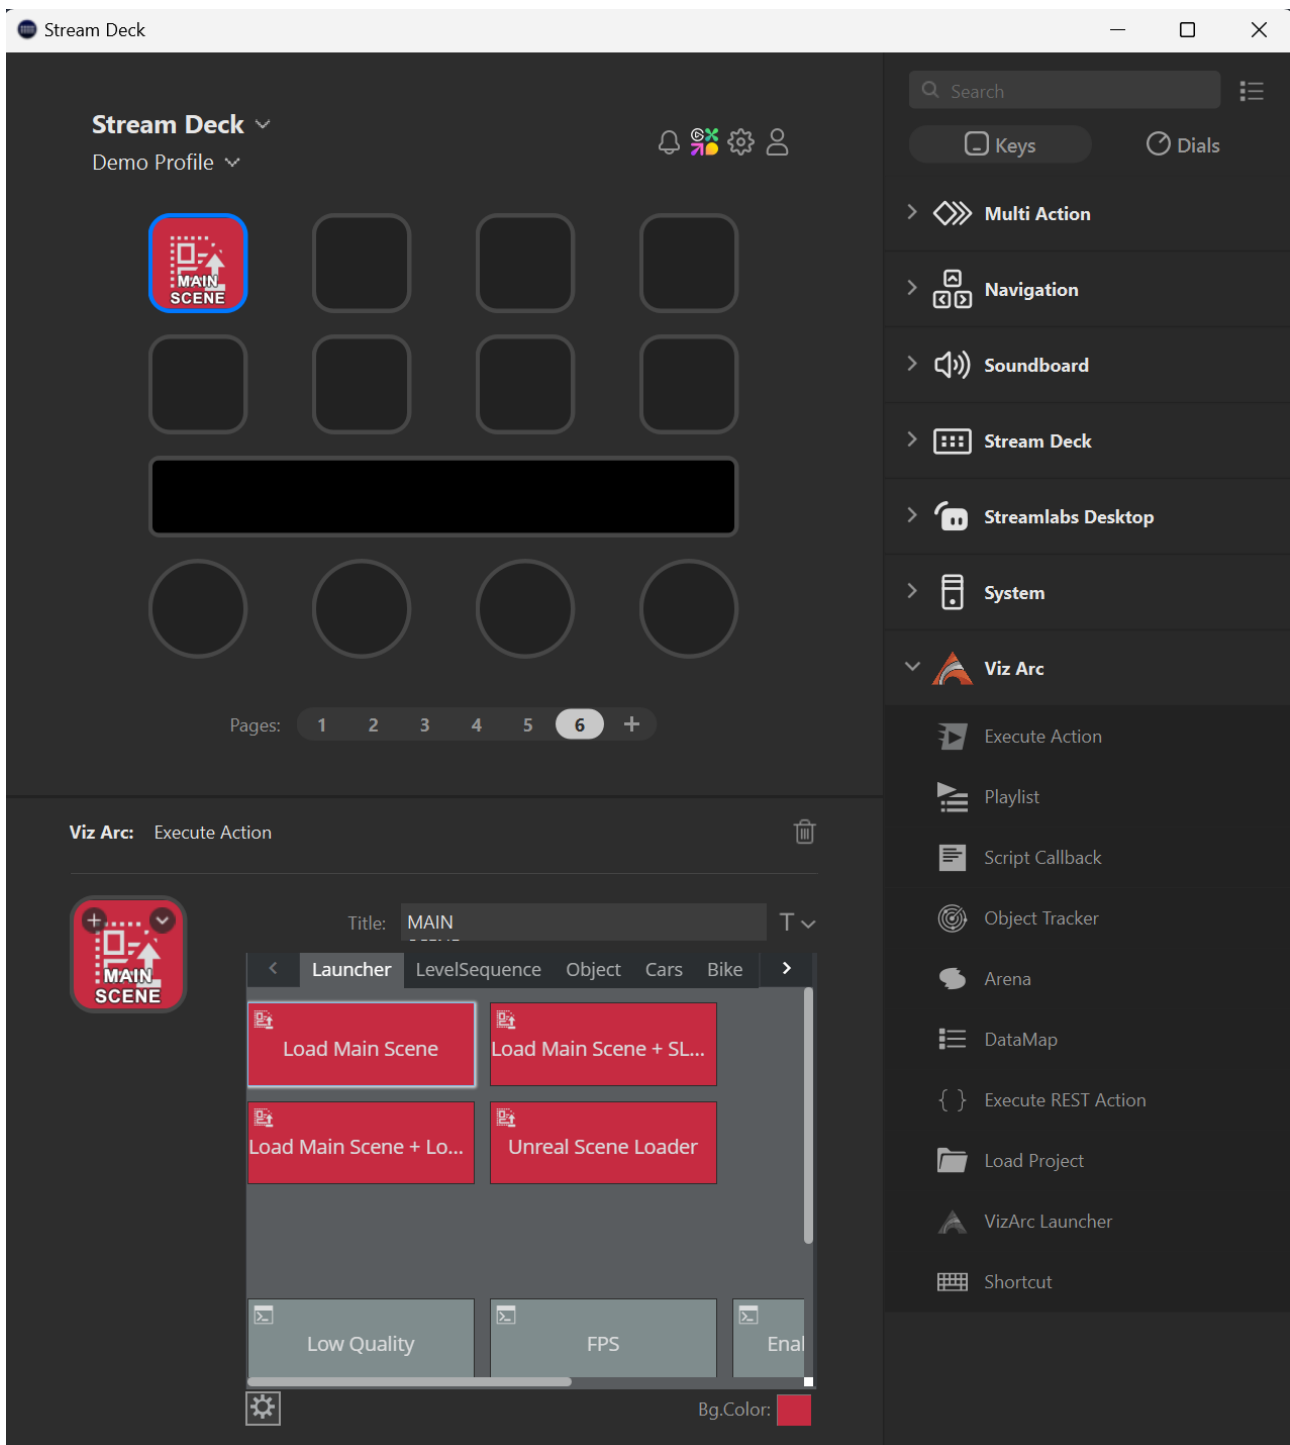 Stream Deck
Search
Stream Deck
Demo Profile
Keys
Dials
Multi Action
MAIN
SCENE
Navigation
Soundboard
Stream Deck
Streamlabs Desktop
System
Viz Arc
Pages: 1 2 3 4 5 6 +
Execute Action
Playlist
Script Callback
Object Tracker
Arena
DataMap
Execute REST Action
Load Project
VizArc Launcher
Shortcut
Viz Arc: Execute Action
MAIN
SCENE
Title: MAIN
Launcher LevelSequence Object Cars Bike
Load Main Scene
Load Main Scene + SL...
Load Main Scene + Lo...
Unreal Scene Loader
Low Quality
FPS
Enal
Bg.Color: